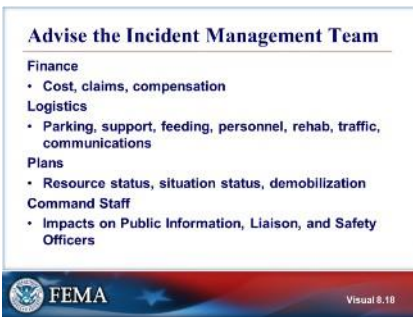 Advise the Incident Management Team
Finance
• Cost, claims, compensation
Logistics
• Parking, support, feeding, personnel, rehab, traffic,
communications
Plans
• Resource status, situation status, demobilization
Command Staff
• Impacts on Public Information, Liaison, and Safety
Officers
FEMA
Visual 8.18